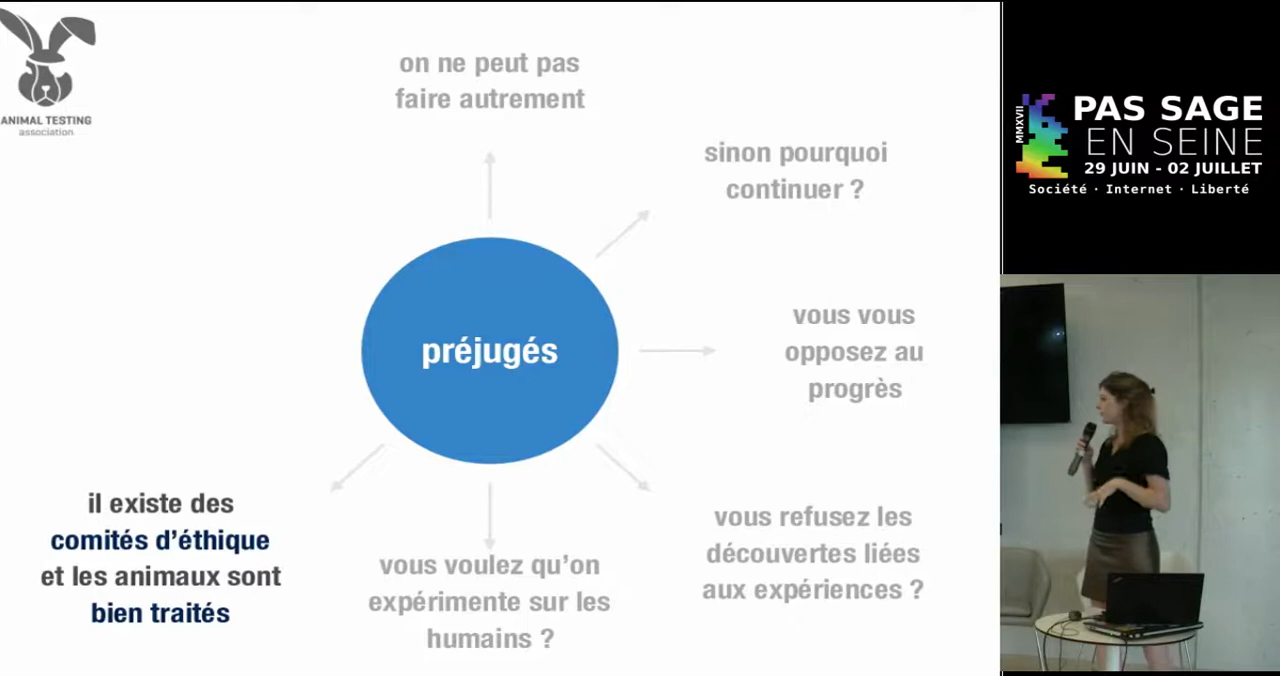 ANIMAL TESTING
association
on ne peut pas
faire autrement
sinon pourquoi
continuer ?
vous vous
opposez au
progrès
préjugés
vous refusez les
découvertes liées
aux expériences ?
vous voulez qu’on
expérimente sur les
humains ?
il existe des
comités d’éthique
et les animaux sont
bien traités
MMXVII
PAS SAGE
EN SEINE
29 JUIN - 02 JUILLET
Société · Internet · Liberté